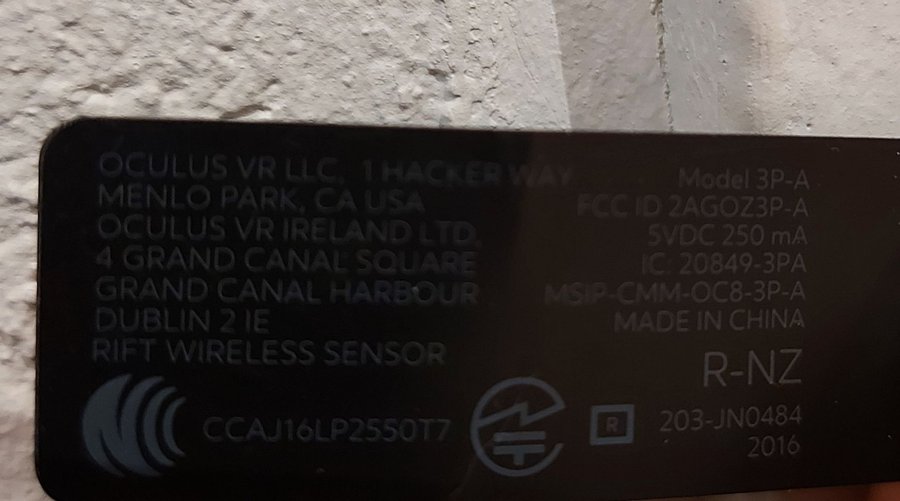 OCULUS VR LLC, 1 HACKER WAY
MENLO PARK, CA USA
OCULUS VR IRELAND LTD,
4 GRAND CANAL SQUARE
GRAND CANAL HARBOUR
DUBLIN 2 IE
RIFT WIRELESS SENSOR
CCAJ16LP2550T7
Model 3P-A
FCC ID 2AGOZ3P-A
5VDC 250 mA
IC: 20849-3PA
MSIP-CMM-OC8-3P-A
MADE IN CHINA
R-NZ
R
203-JN0484
2016